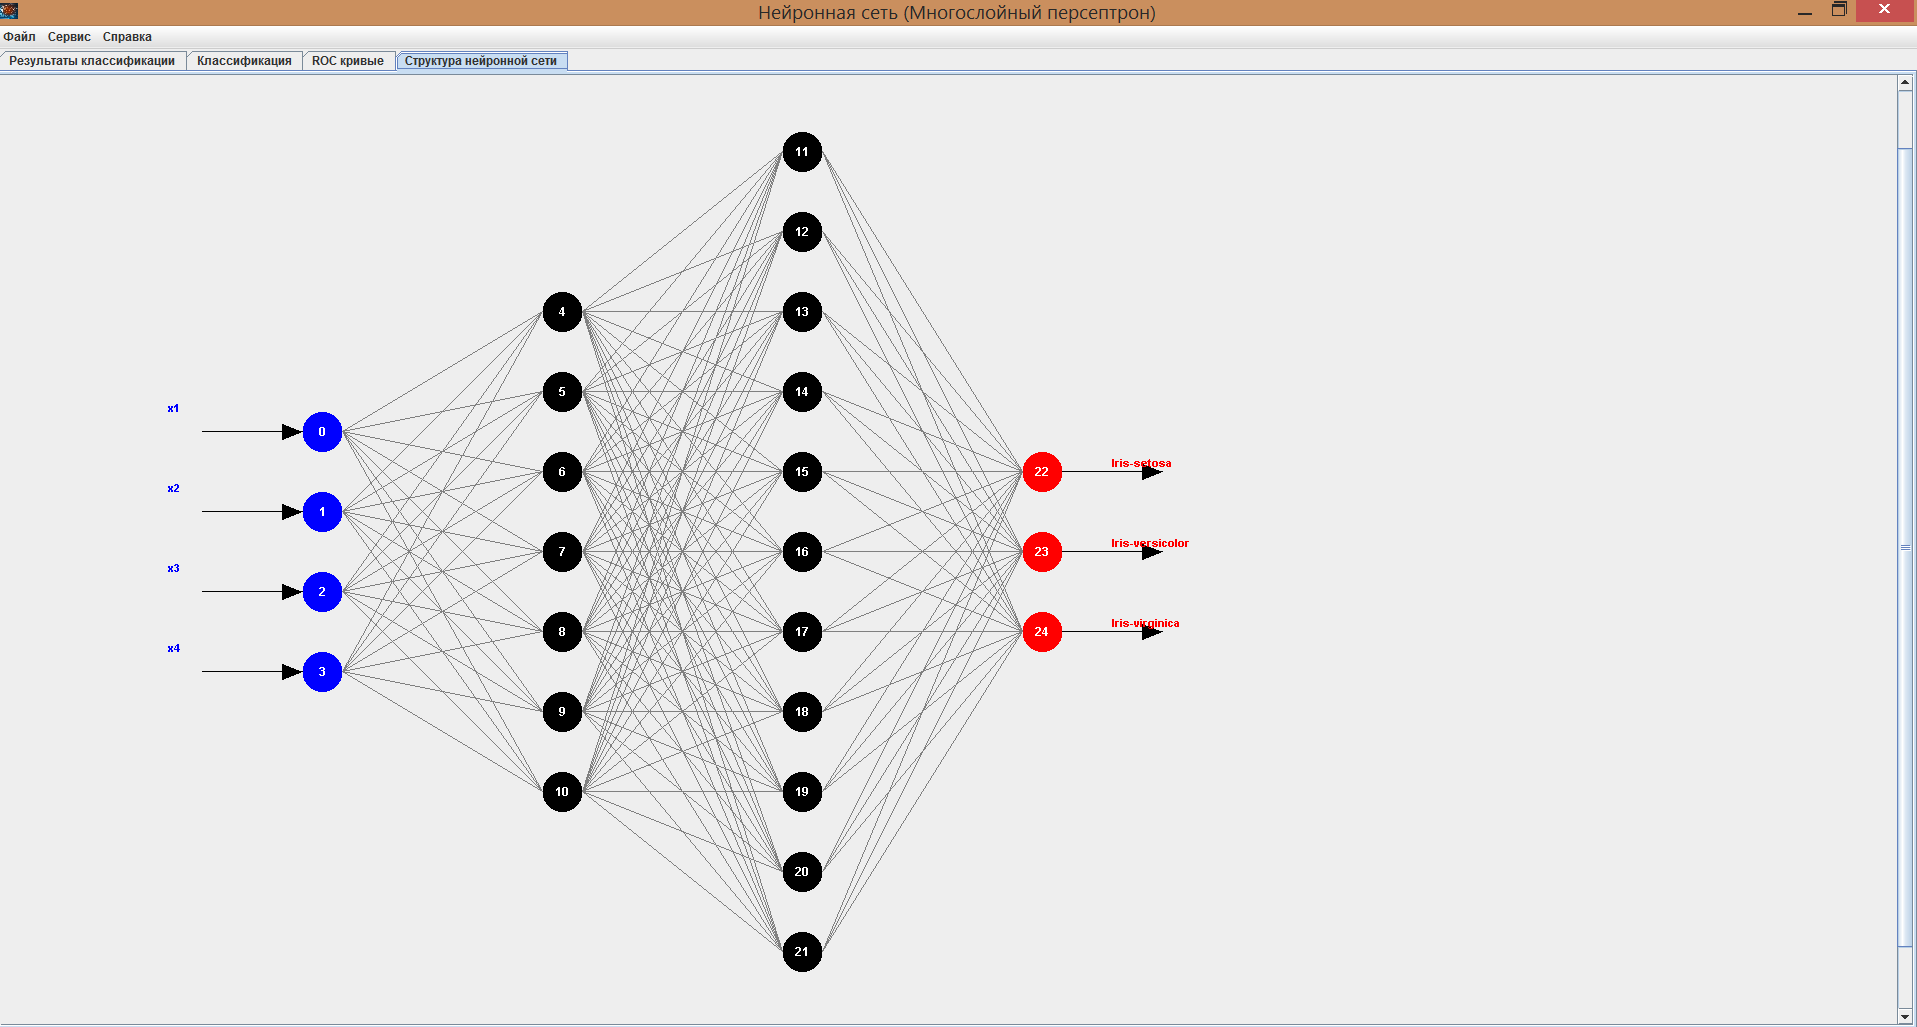 Нейронная сеть (Многослойный персептрон)
Файл Сервис Справка
Результаты классификации Классификация ROC кривые Структура нейронной сети
x1
x2
x3
x4
0
1
2
3
4
5
6
7
8
9
10
11
12
13
14
15
16
17
18
19
20
21
22
23
24
Iris-setosa
Iris-versicolor
Iris-virginica